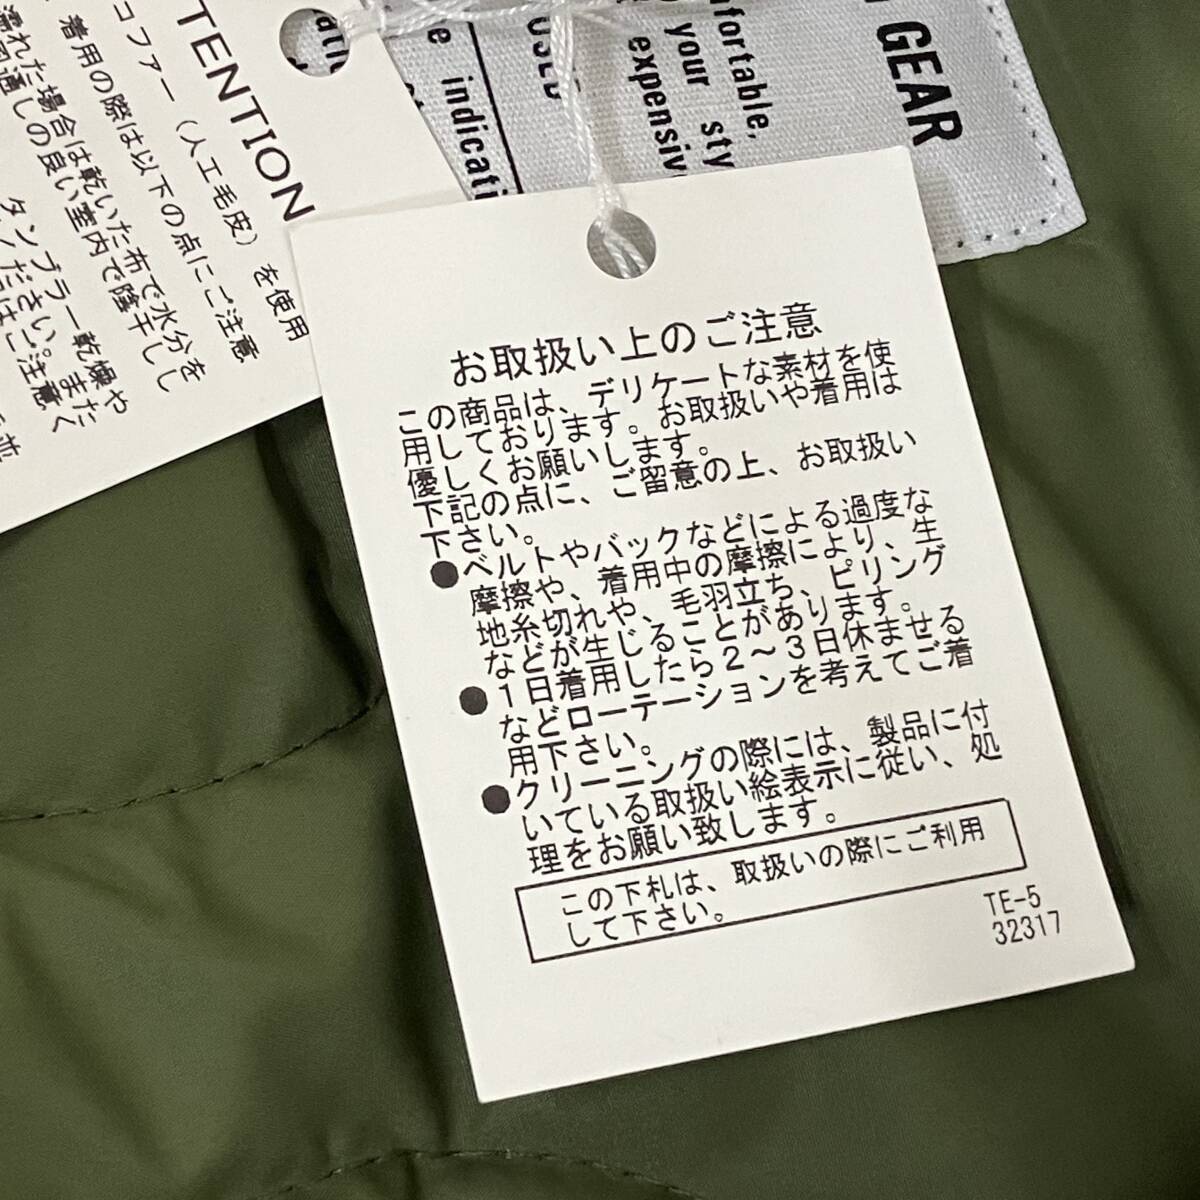 TENTION
コファー（人工毛皮）を使用
着用の際は以下の点にご注意
濡れた場合は乾いた布で水分を
風通しの良い室内で陰干し
タンブラー乾燥や
ください。また
ご注意く
GEAR
nfortable,
your sty
expensiv
USED
e indicati
お取扱い上のご注意
この商品は、デリケートな素材を使
用しております。お取扱いや着用は
優しくお願いします。
下記の点に、ご留意の上、お取扱い
下さい。
●ベルトやバックなどによる過度な
摩擦や、着用中の摩擦により、生
地糸切れや、毛羽立ち、ピリング
などが生じることがあります。
●１日着用したら２～３日休ませる
などローテーションを考えてご着
用下さい。
●クリーニングの際には、製品に付
いている取扱い絵表示に従い、処
理をお願い致します。
この下札は、取扱いの際にご利用
して下さい。
TE-5
32317